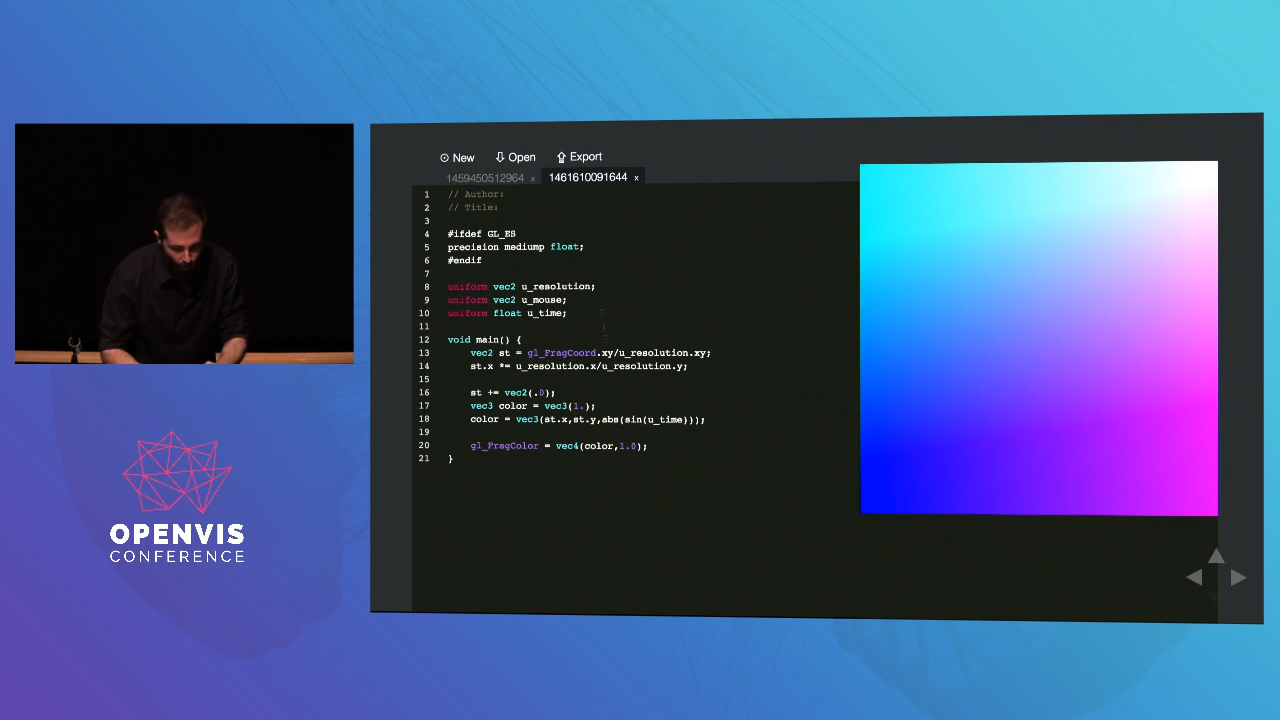 New Open Export
1459450512964 x 1461610091644 x
1 // Author:
2 // Title:
3
4 #ifdef GL_ES
5 precision mediump float;
6 #endif
7
8 uniform vec2 u_resolution;
9 uniform vec2 u_mouse;
10 uniform float u_time;
11
12 void main() {
13 vec2 st = gl_FragCoord.xy/u_resolution.xy;
14 st.x *= u_resolution.x/u_resolution.y;
15
16 st += vec2(.0);
17 vec3 color = vec3(1.);
18 color = vec3(st.x,st.y,abs(sin(u_time)));
19
20 gl_FragColor = vec4(color,1.0);
21 }
OPENVIS
CONFERENCE